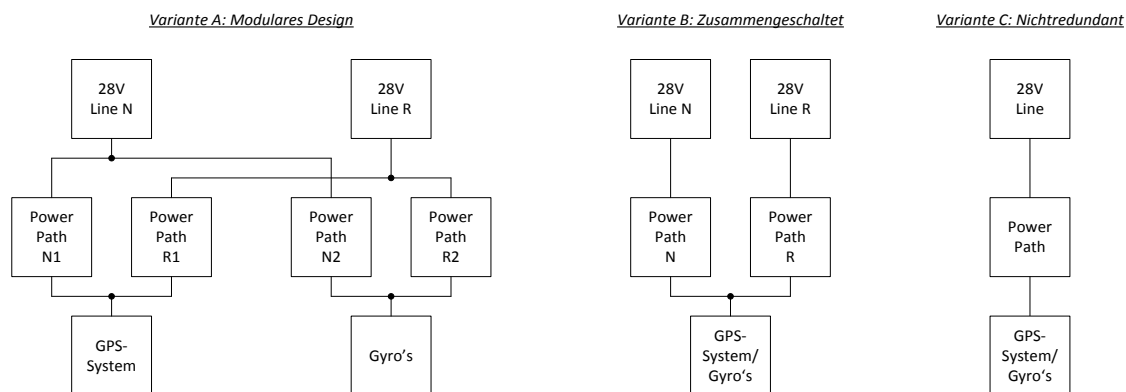 Variante A: Modulares Design
Variante B: Zusammengeschaltet
Variante C: Nichtredundant
28V
Line N
28V
Line R
28V
Line N
28V
Line R
28V
Line
Power
Path
N1
Power
Path
R1
Power
Path
N2
Power
Path
R2
Power
Path
N
Power
Path
R
Power
Path
GPS-
System
Gyro’s
GPS-
System/
Gyro‘s
GPS-
System/
Gyro‘s